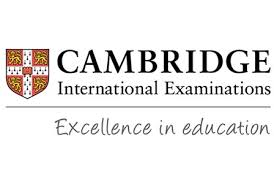 CAMBRIDGE
International Examinations
Excellence in education